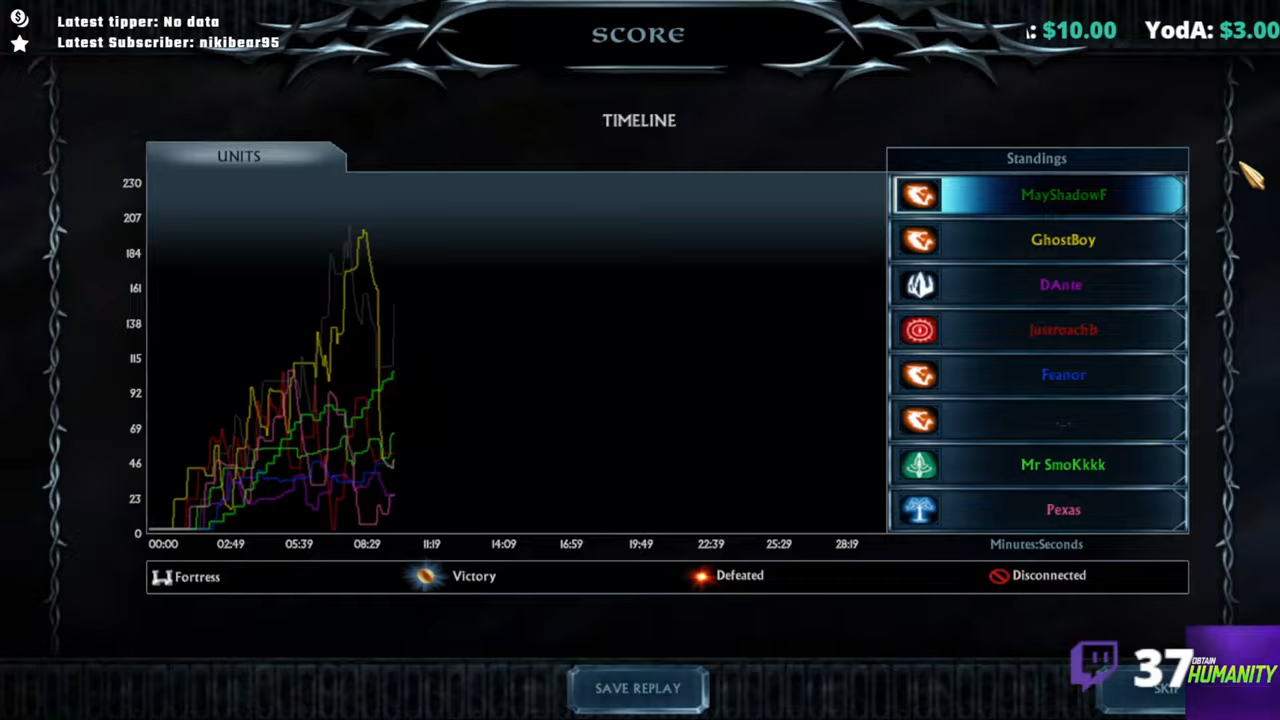 Latest tipper: No data
Latest Subscriber: nikibear95
SCORE
: $10.00 YodA: $3.00
TIMELINE
UNITS
230
207
184
161
138
115
92
69
46
23
0
00:00 02:49 05:39 08:29 11:19 14:09 16:59 19:49 22:39 25:29 28:19
Minutes:Seconds
Standings
MayShadowF
GhostBoy
DAnte
Justroachb
Feanor
._.
Mr SmoKkkk
Pexas
Fortress Victory Defeated Disconnected
SAVE REPLAY
37
OBTAIN
HUMANITY